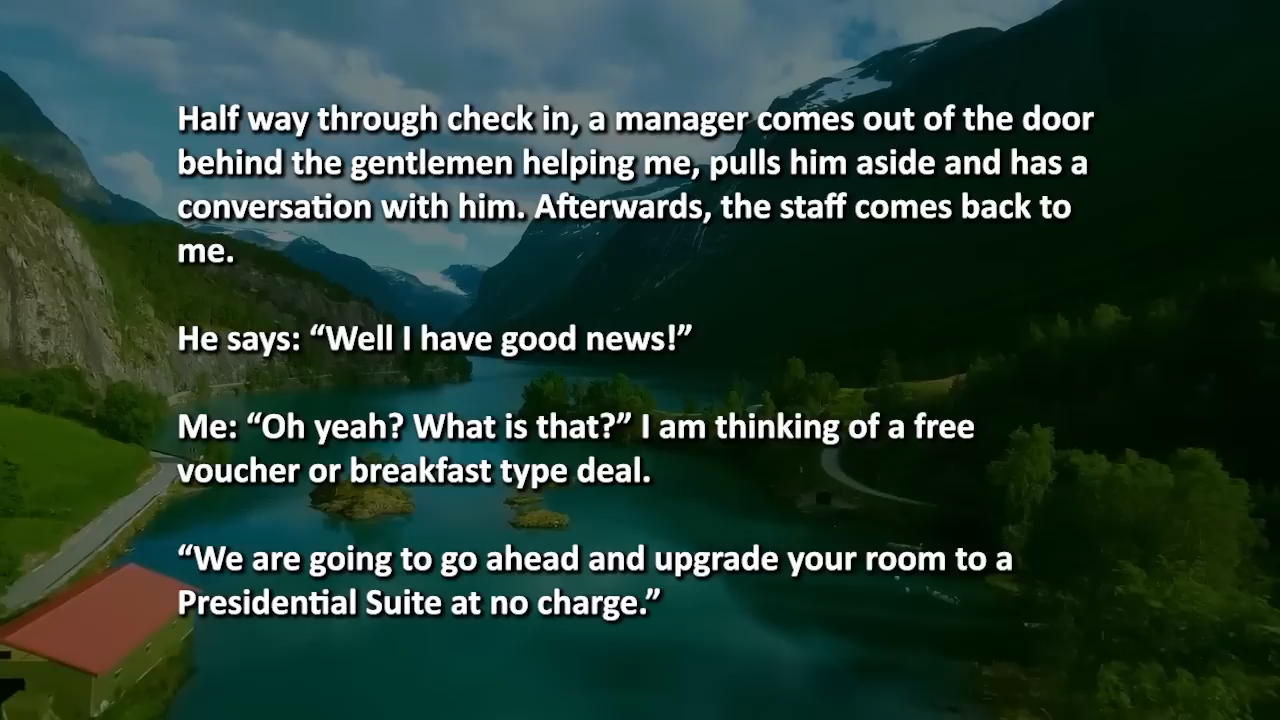 Half way through check in, a manager comes out of the door
behind the gentlemen helping me, pulls him aside and has a
conversation with him. Afterwards, the staff comes back to
me.
He says: “Well I have good news!”
Me: “Oh yeah? What is that?” I am thinking of a free
voucher or breakfast type deal.
“We are going to go ahead and upgrade your room to a
Presidential Suite at no charge.”